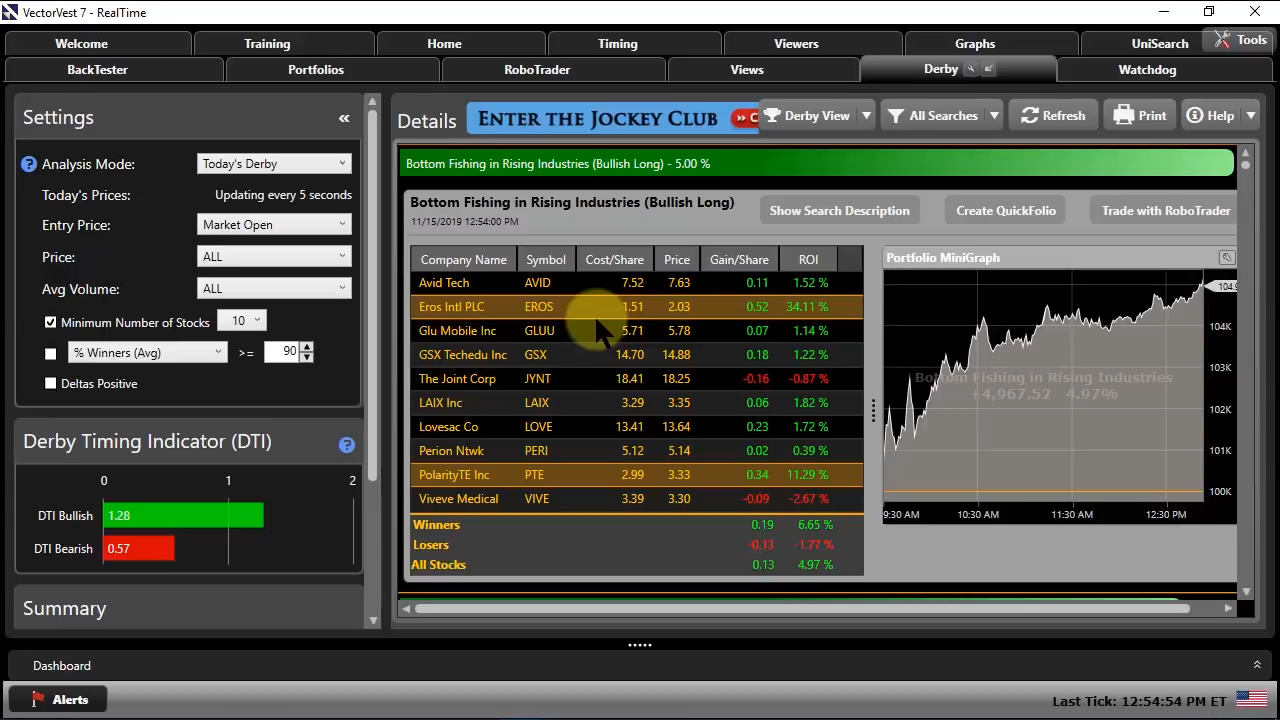 VectorVest 7 - RealTime
Welcome Training Home Timing Viewers Graphs UniSearch Tools
BackTester Portfolios RoboTrader Views Derby Watchdog
Settings «
? Analysis Mode: Today's Derby
Today's Prices: Updating every 5 seconds
Entry Price: Market Open
Price: ALL
Avg Volume: ALL
Minimum Number of Stocks 10
% Winners (Avg) >= 90
Deltas Positive
Derby Timing Indicator (DTI) ?
0 1 2
DTI Bullish 1.28
DTI Bearish 0.57
Summary
Details ENTER THE JOCKEY CLUB Derby View All Searches Refresh Print Help
Bottom Fishing in Rising Industries (Bullish Long) - 5.00 %
Bottom Fishing in Rising Industries (Bullish Long)
11/15/2019 12:54:00 PM
Show Search Description Create QuickFolio Trade with RoboTrader
Company Name Symbol Cost/Share Price Gain/Share ROI
Avid Tech AVID 7.52 7.63 0.11 1.52 %
Eros Intl PLC EROS 1.51 2.03 0.52 34.11 %
Glu Mobile Inc GLUU 5.71 5.78 0.07 1.14 %
GSX Techedu Inc GSX 14.70 14.88 0.18 1.22 %
The Joint Corp JYNT 18.41 18.25 -0.16 -0.87 %
LAIX Inc LAIX 3.29 3.35 0.06 1.82 %
Lovesac Co LOVE 13.41 13.64 0.23 1.72 %
Perion Ntwk PERI 5.12 5.14 0.02 0.39 %
PolarityTE Inc PTE 2.99 3.33 0.34 11.29 %
Viveve Medical VIVE 3.39 3.30 -0.09 -2.67 %
Winners 0.19 6.65 %
Losers -0.13 -1.77 %
All Stocks 0.13 4.97 %
Portfolio MiniGraph
104K
103K
Bottom Fishing in Rising Industries
+4,967.52 4.97%
102K
101K
100K
9:30 AM 10:30 AM 11:30 AM 12:30 PM
Dashboard
Alerts
Last Tick: 12:54:54 PM ET